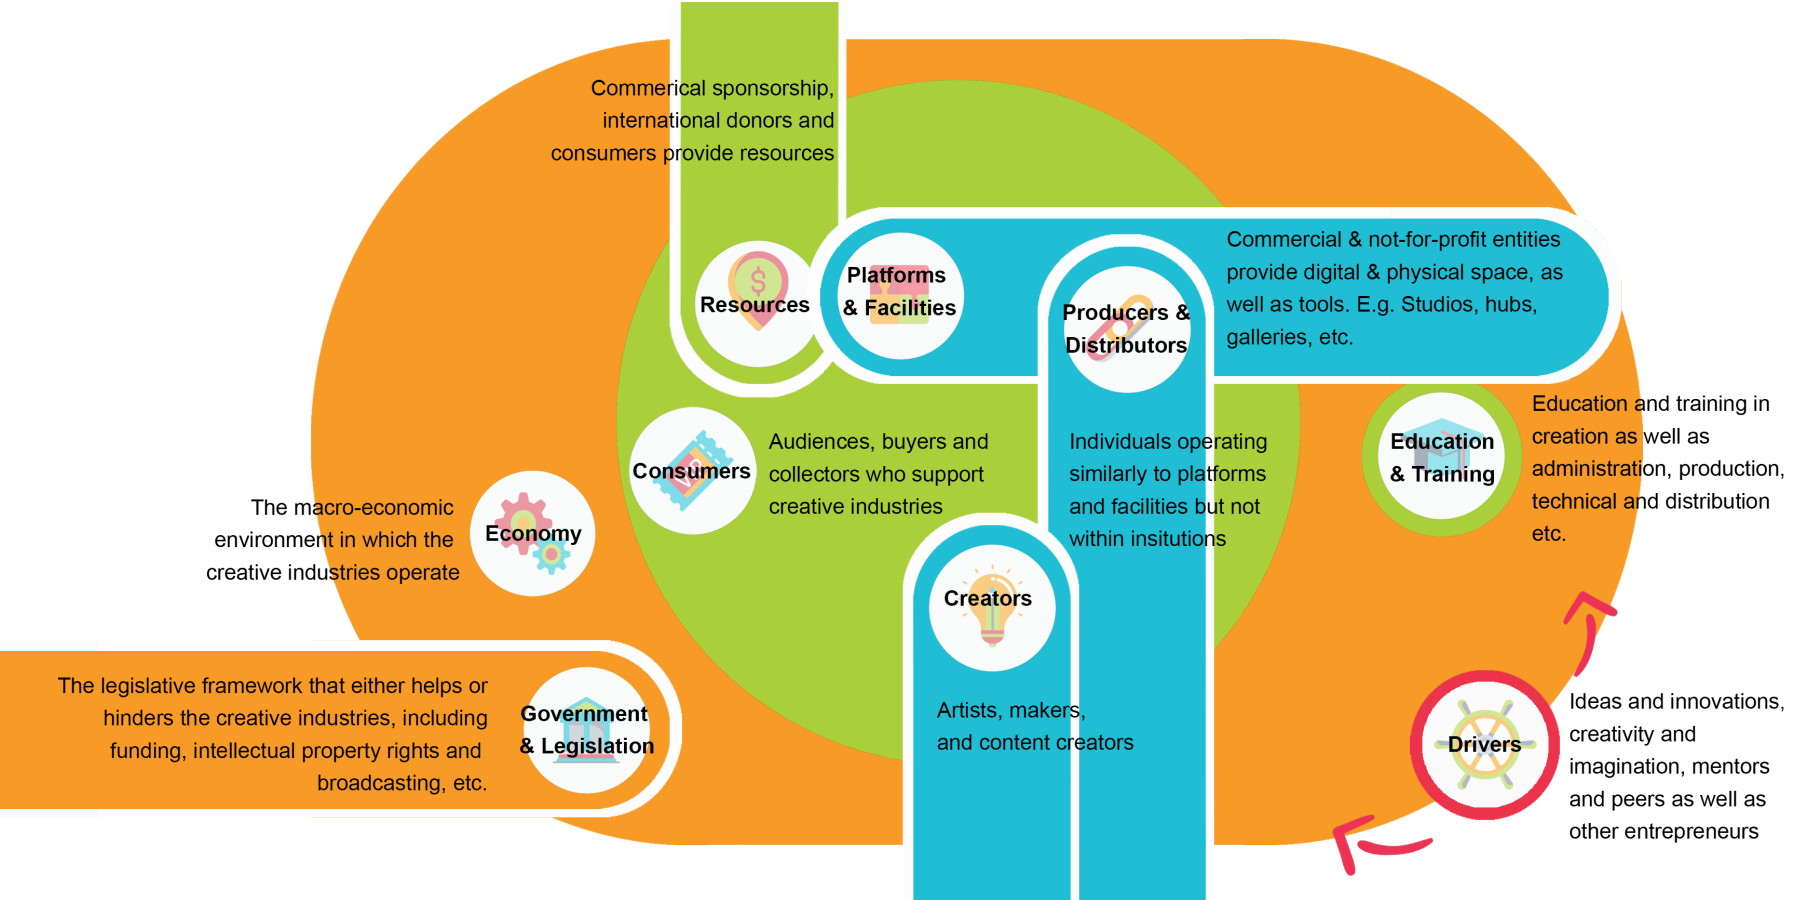 Commerical sponsorship,
international donors and
consumers provide resources
Resources
Platforms
& Facilities
Producers &
Distributors
Commercial & not-for-profit entities
provide digital & physical space, as
well as tools. E.g. Studios, hubs,
galleries, etc.
Consumers
Audiences, buyers and
collectors who support
creative industries
Individuals operating
similarly to platforms
and facilities but not
within insitutions
Education
& Training
Education and training in
creation as well as
administration, production,
technical and distribution
etc.
The macro-economic
environment in which the
creative industries operate
Economy
Creators
Artists, makers,
and content creators
The legislative framework that either helps or
hinders the creative industries, including
funding, intellectual property rights and
broadcasting, etc.
Government
& Legislation
Drivers
Ideas and innovations,
creativity and
imagination, mentors
and peers as well as
other entrepreneurs